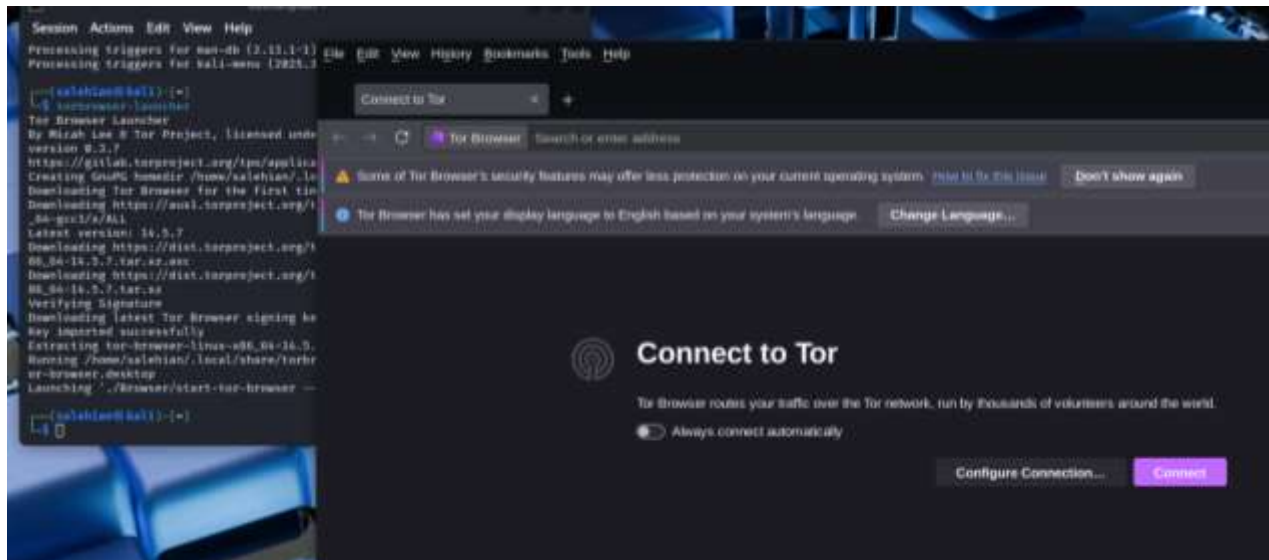 Session Actions Edit View Help
Processing triggers for man-db (2.13.1-1)
Processing triggers for kali-menu (2025.3
(salehian@kali)-[~]
$ torbrowser-launcher
Tor Browser Launcher
By Micah Lee & Tor Project, licensed unde
version 0.3.7
https://gitlab.torproject.org/tpo/applica
Creating GnuPG homedir /home/salehian/.lo
Downloading Tor Browser for the first tim
Downloading https://aus1.torproject.org/t
Latest version: 14.5.7
Downloading https://dist.torproject.org/t
Downloading https://dist.torproject.org/t
Verifying Signature
Downloading latest Tor Browser signing ke
Key imported successfully
Extracting tor-browser-linux-x86_64-14.5.
Running /home/salehian/.local/share/torbr
or-browser.desktop
Launching './Browser/start-tor-browser --
(salehian@kali)-[~]
$
File Edit View History Bookmarks Tools Help
Connect to Tor × +
Tor Browser Search or enter address
Some of Tor Browser's security features may offer less protection on your current operating system. How to fix this issue Don't show again
Tor Browser has set your display language to English based on your system's language. Change Language...
Connect to Tor
Tor Browser routes your traffic over the Tor network, run by thousands of volunteers around the world.
Always connect automatically
Configure Connection... Connect